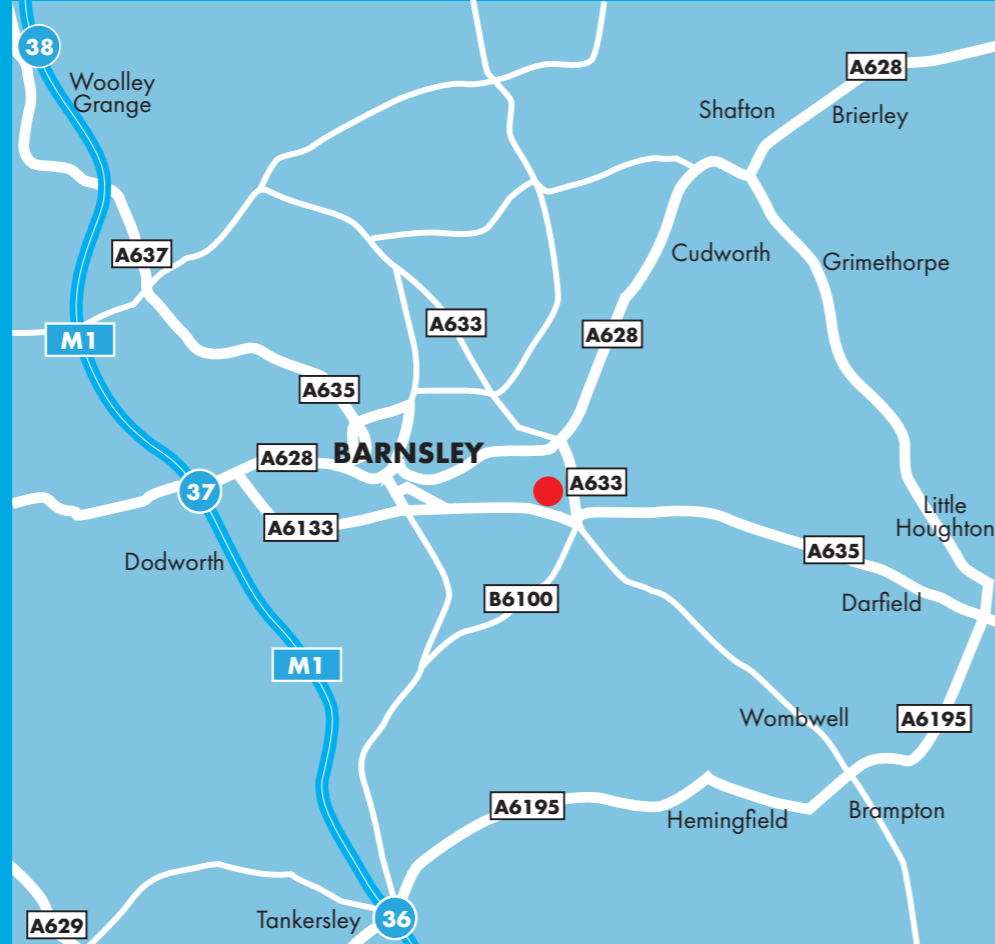 38
Woolley
Grange
A628
Shafton
Brierley
A637
Cudworth
Grimethorpe
M1
A633
A628
A635
A628
BARNSLEY
37
A633
A6133
Little
Houghton
A635
Dodworth
B6100
Darfield
M1
Wombwell
A6195
A6195
Hemingfield
Brampton
A629
Tankersley
36